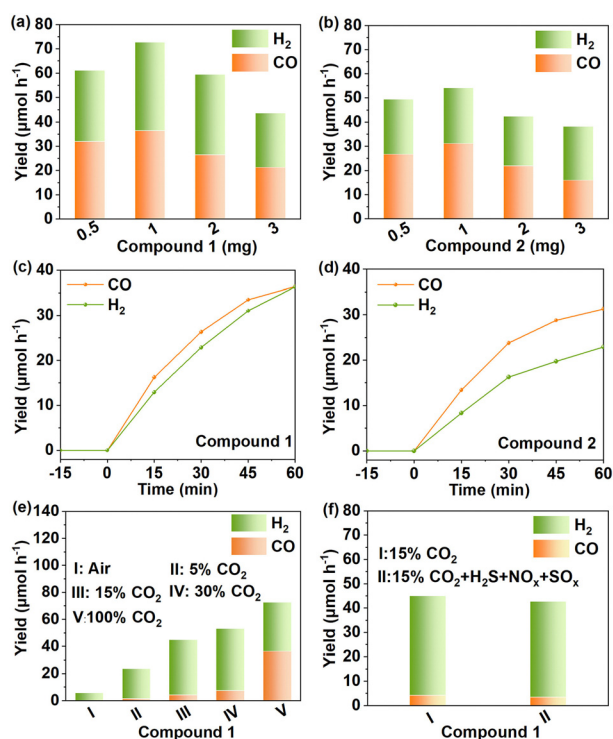 (a)
80
70
60
50
40
30
20
10
0
Yield (μmol h⁻¹)
H₂
CO
0.5 1 2 3
Compound 1 (mg)
(b)
80
70
60
50
40
30
20
10
0
Yield (μmol h⁻¹)
H₂
CO
0.5 1 2 3
Compound 2 (mg)
(c)
40
30
20
10
0
Yield (μmol h⁻¹)
CO
H₂
Compound 1
-15 0 15 30 45 60
Time (min)
(d)
40
30
20
10
0
Yield (μmol h⁻¹)
CO
H₂
Compound 2
-15 0 15 30 45 60
Time (min)
(e)
140
120
100
80
60
40
20
0
Yield (μmol h⁻¹)
H₂
CO
I: Air II: 5% CO₂
III: 15% CO₂ IV: 30% CO₂
V:100% CO₂
I II III IV V
Compound 1
(f)
80
70
60
50
40
30
20
10
0
Yield (μmol h⁻¹)
H₂
CO
I:15% CO₂
II:15% CO₂+H₂S+NOₓ+SOₓ
I II
Compound 1